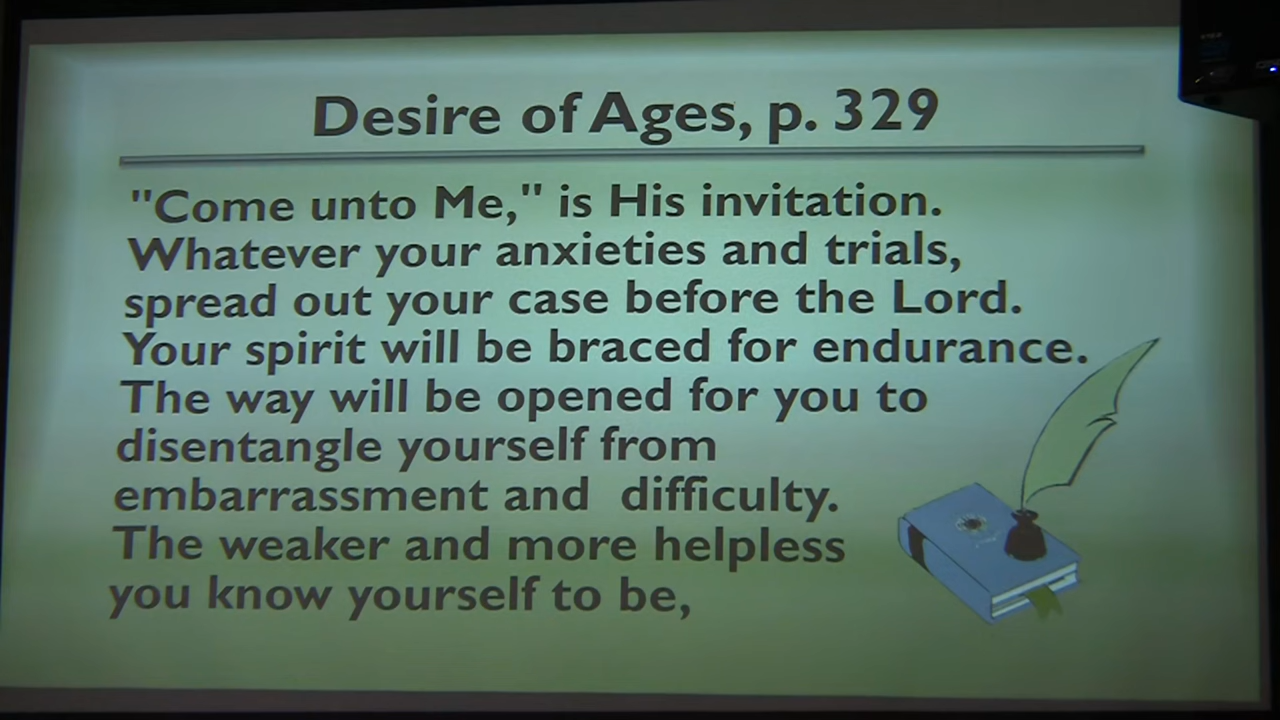 Desire of Ages, p. 329
"Come unto Me," is His invitation.
Whatever your anxieties and trials,
spread out your case before the Lord.
Your spirit will be braced for endurance.
The way will be opened for you to
disentangle yourself from
embarrassment and  difficulty.
The weaker and more helpless
you know yourself to be,